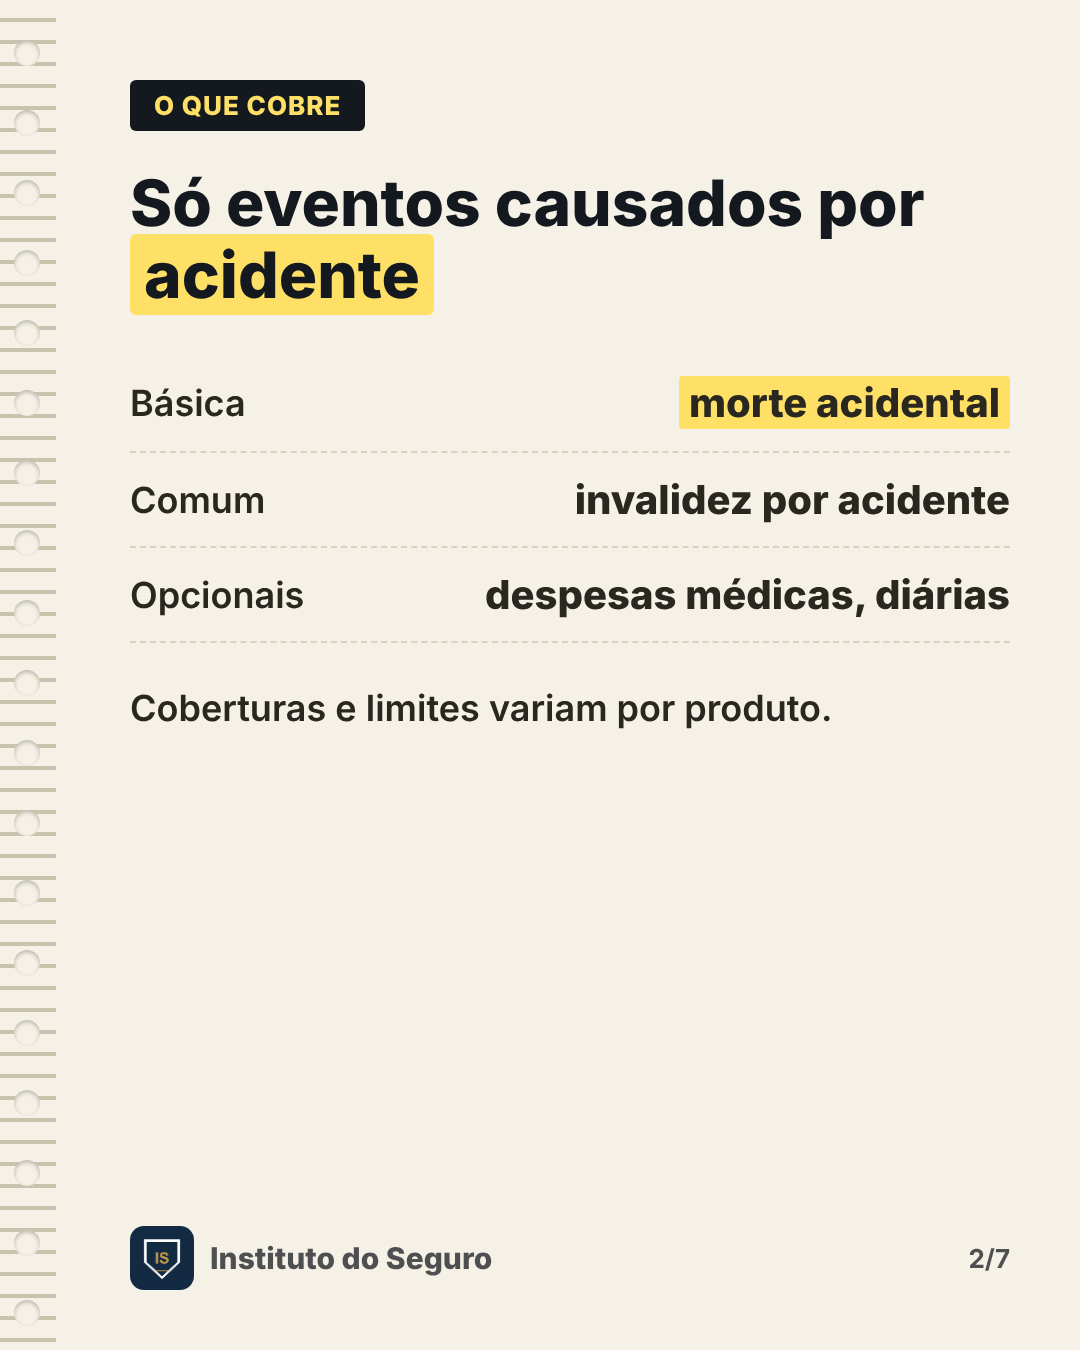 O QUE COBRE
Só eventos causados por
acidente
Básica morte acidental
Comum invalidez por acidente
Opcionais despesas médicas, diárias
Coberturas e limites variam por produto.
IS Instituto do Seguro 2/7